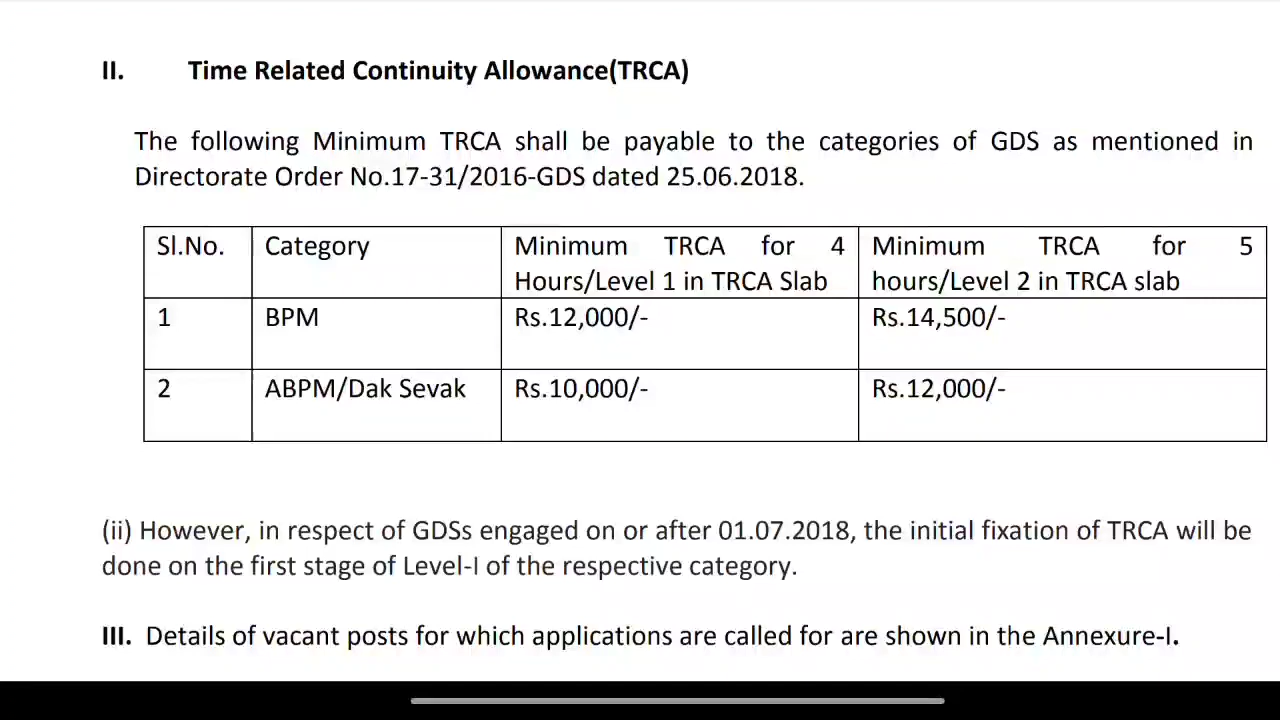 II. Time Related Continuity Allowance(TRCA)
The following Minimum TRCA shall be payable to the categories of GDS as mentioned in
Directorate Order No.17-31/2016-GDS dated 25.06.2018.
Sl.No. Category Minimum TRCA for 4 Minimum TRCA for 5
Hours/Level 1 in TRCA Slab hours/Level 2 in TRCA slab
1 BPM Rs.12,000/- Rs.14,500/-
2 ABPM/Dak Sevak Rs.10,000/- Rs.12,000/-
(ii) However, in respect of GDSs engaged on or after 01.07.2018, the initial fixation of TRCA will be
done on the first stage of Level-I of the respective category.
III. Details of vacant posts for which applications are called for are shown in the Annexure-I.